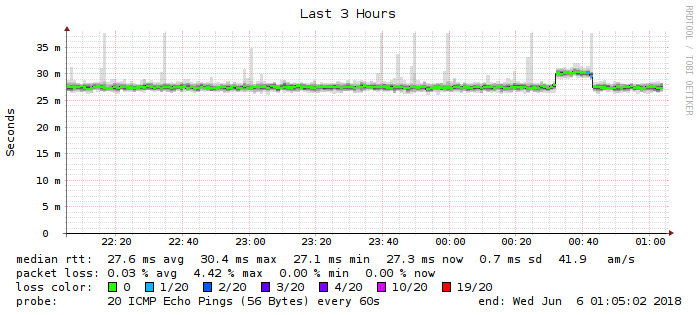 Last 3 Hours
RRDTOOL / TOBI OETIKER
Seconds
35 m
30 m
25 m
20 m
15 m
10 m
5 m
0
22:20 22:40 23:00 23:20 23:40 00:00 00:20 00:40 01:00
median rtt: 27.6 ms avg 30.4 ms max 27.1 ms min 27.3 ms now 0.7 ms sd 41.9 am/s
packet loss: 0.03 % avg 4.42 % max 0.00 % min 0.00 % now
loss color: 0 1/20 2/20 3/20 4/20 10/20 19/20
probe: 20 ICMP Echo Pings (56 Bytes) every 60s end: Wed Jun 6 01:05:02 2018